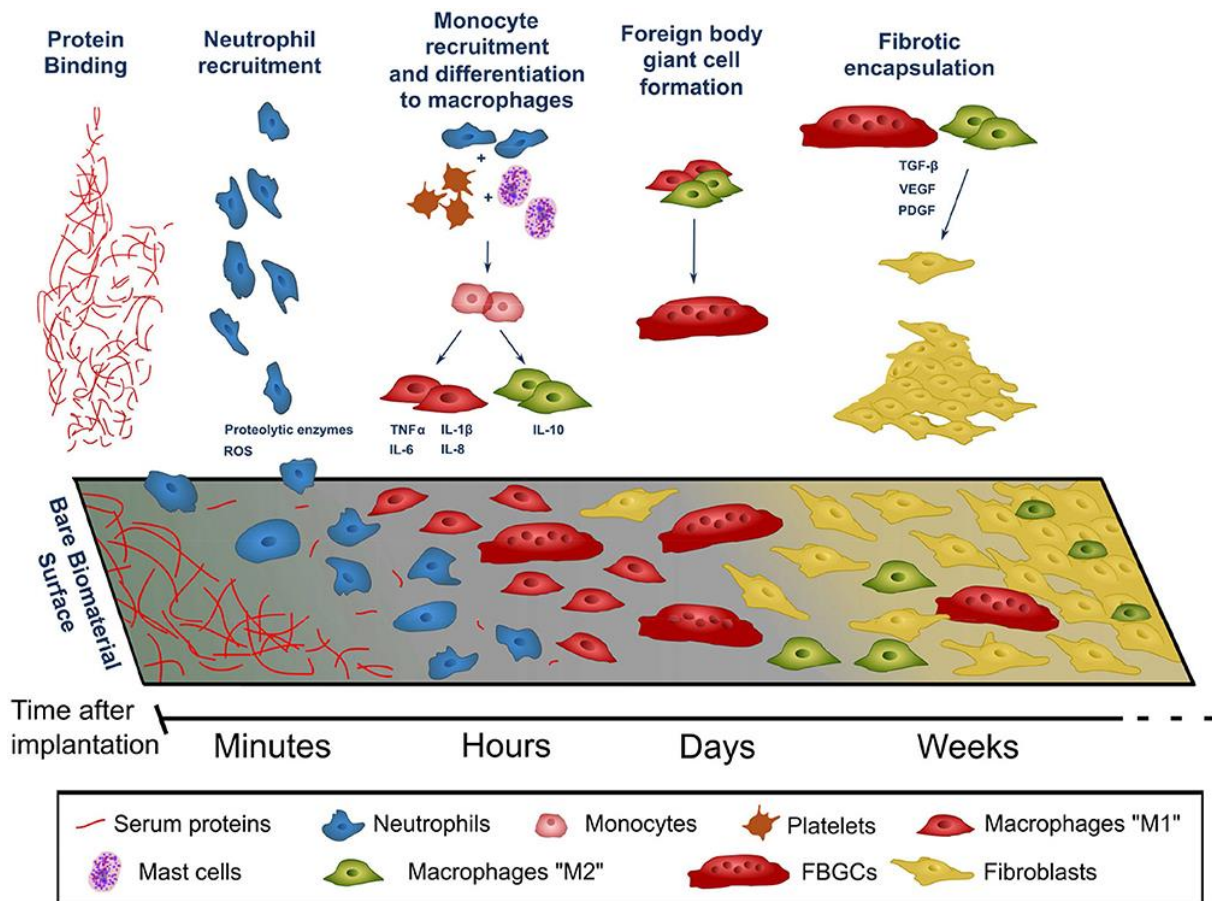 Protein
Binding
Neutrophil
recruitment
Monocyte
recruitment
and differentiation
to macrophages
Foreign body
giant cell
formation
Fibrotic
encapsulation
+
+
TGF-β
VEGF
PDGF
Proteolytic enzymes
ROS
TNFα IL-1β
IL-6 IL-8
IL-10
Bare Biomaterial
Surface
Time after
implantation
Minutes Hours Days Weeks
Serum proteins Neutrophils Monocytes Platelets Macrophages "M1"
Mast cells Macrophages "M2" FBGCs Fibroblasts